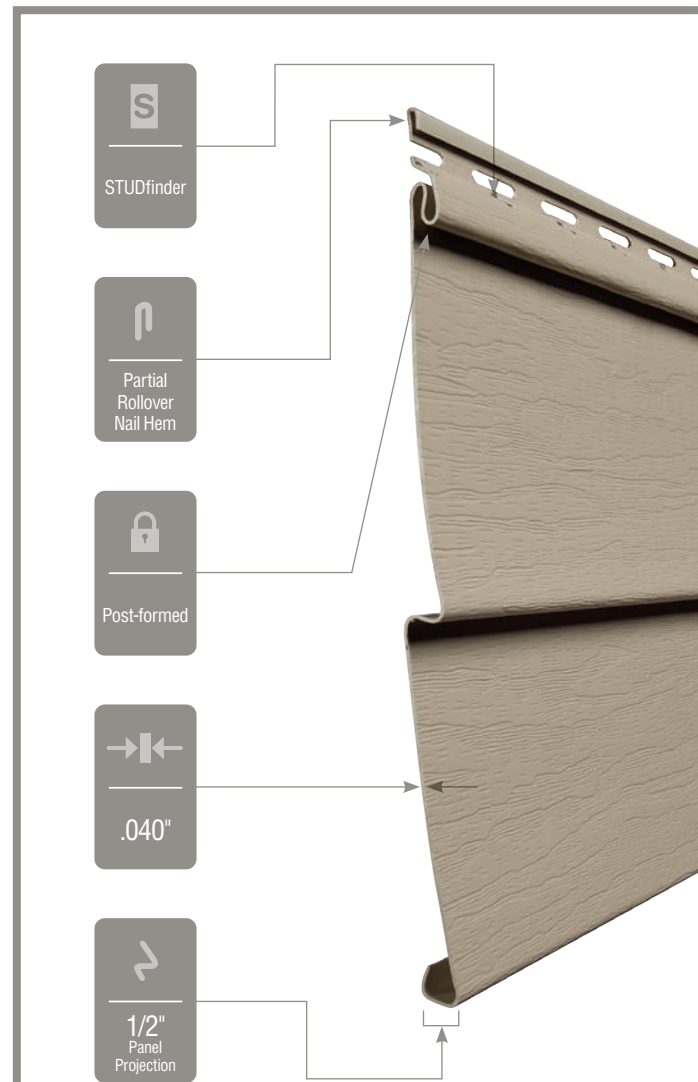 S
STUDfinder
Partial
Rollover
Nail Hem
Post-formed
.040"
1/2"
Panel
Projection